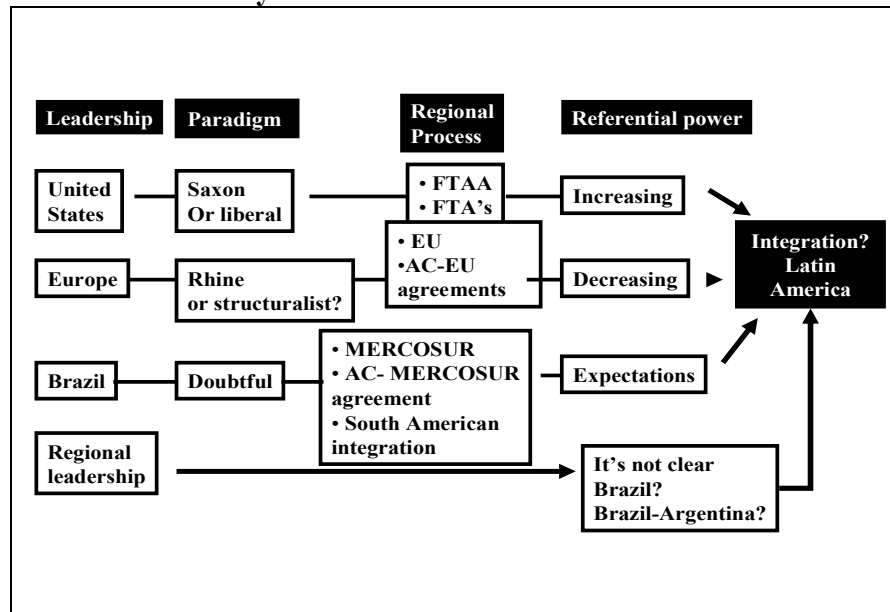 Leadership
Paradigm
Regional
Process
Referential power
United
States
Saxon
Or liberal
• FTAA
• FTA's
Increasing
Europe
Rhine
or structuralist?
• EU
•AC-EU
agreements
Decreasing
Integration?
Latin
America
Brazil
Doubtful
• MERCOSUR
• AC- MERCOSUR
agreement
• South American
integration
Expectations
Regional
leadership
It's not clear
Brazil?
Brazil-Argentina?